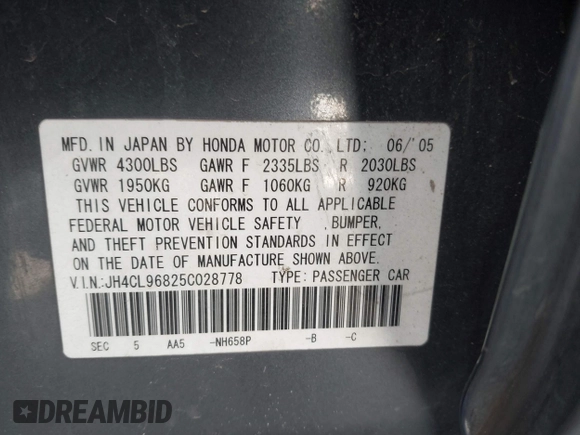 MFD. IN JAPAN BY HONDA MOTOR CO., LTD; 06/'05
GVWR 4300LBS GAWR F 2335LBS R 2030LBS
GVWR 1950KG GAWR F 1060KG R 920KG
THIS VEHICLE CONFORMS TO ALL APPLICABLE
FEDERAL MOTOR VEHICLE SAFETY ,BUMPER,
AND THEFT PREVENTION STANDARDS IN EFFECT
ON THE DATE OF MANUFACTURE SHOWN ABOVE.
V.I.N.:JH4CL96825C028778 TYPE: PASSENGER CAR
SEC 5 AA5 -NH658P -B -C
DREAMBID